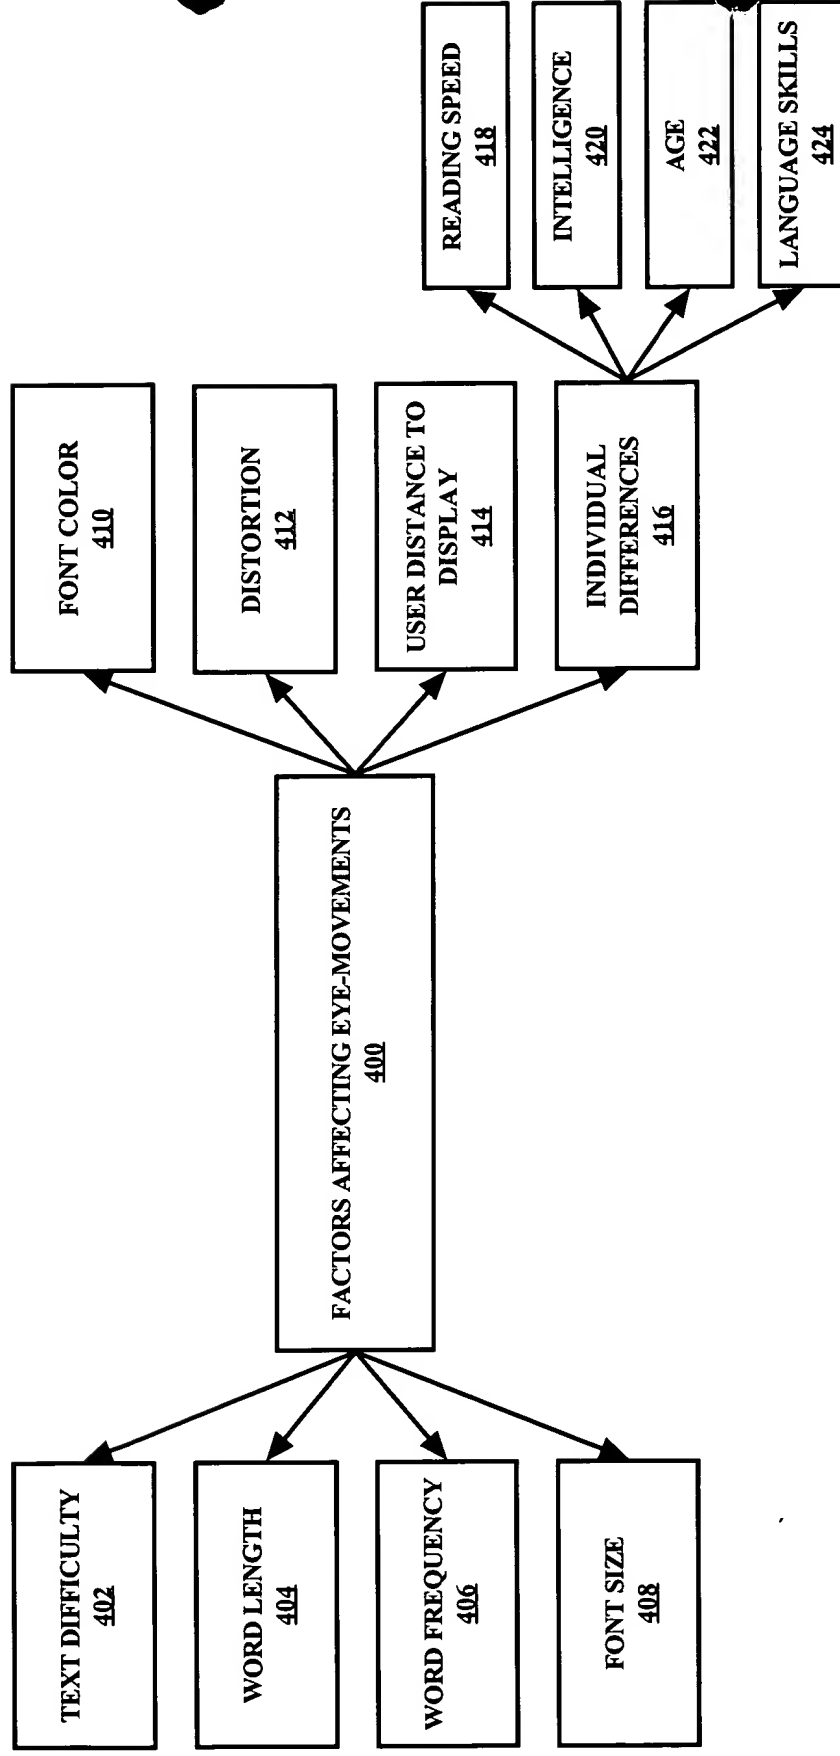 TEXT DIFFICULTY
402
WORD LENGTH
404
WORD FREQUENCY
406
FONT SIZE
408
FACTORS AFFECTING EYE-MOVEMENTS
400
FONT COLOR
410
DISTORTION
412
USER DISTANCE TO
DISPLAY
414
INDIVIDUAL
DIFFERENCES
416
READING SPEED
418
INTELLIGENCE
420
AGE
422
LANGUAGE SKILLS
424